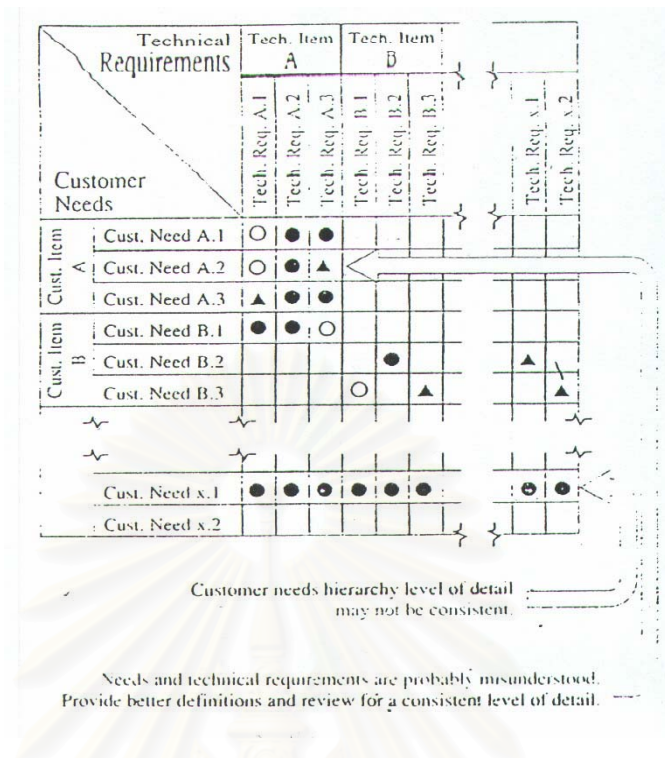 Technical
Requirements
Tech. Item
A
Tech. Item
B
Customer
Needs
Tech. Req. A.1
Tech. Req. A.2
Tech. Req. A.3
Tech. Req. B.1
Tech. Req. B.2
Tech. Req. B.3
Tech Req. x.1
Tech Req. x.2
Cust. Item
A
Cust. Need A.1
Cust. Need A.2
Cust. Need A.3
Cust. Item
B
Cust. Need B.1
Cust. Need B.2
Cust. Need B.3
Cust. Need x.1
Cust. Need x.2
Customer needs hierarchy level of detail
may not be consistent.
Needs and technical requirements are probably misunderstood.
Provide better definitions and review for a consistent level of detail.